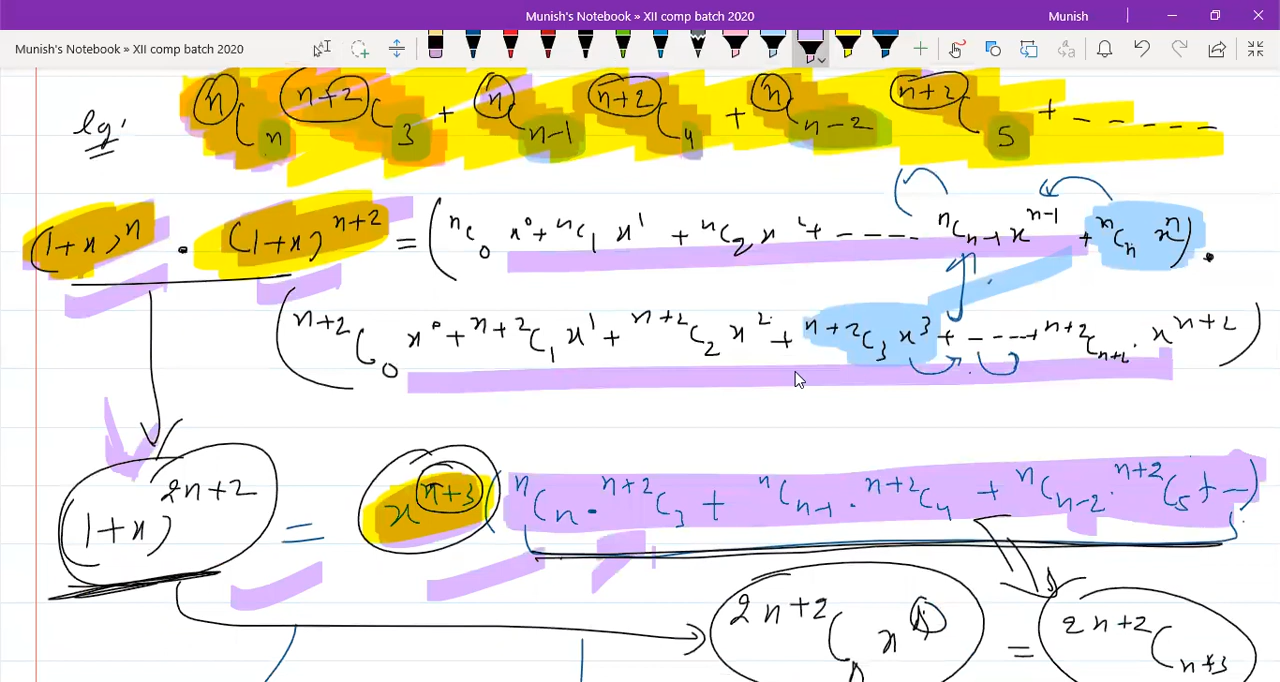 Munish's Notebook » XII comp batch 2020
Munish
Munish's Notebook » XII comp batch 2020
eg' ⁿCₙ ⁿ⁺²C₃ + ⁿCₙ₋₁ ⁿ⁺²C₄ + ⁿCₙ₋₂ ⁿ⁺²C₅ + - - - - -
(1+x)ⁿ . (1+x)ⁿ⁺² = (ⁿC₀ x⁰ + ⁿC₁ x¹ + ⁿC₂ x² + - - - - ⁿCₙ₋₁ xⁿ⁻¹ + ⁿCₙ xⁿ) .
(ⁿ⁺²C₀ x⁰ + ⁿ⁺²C₁ x¹ + ⁿ⁺²C₂ x² + ⁿ⁺²C₃ x³ + - - - + ⁿ⁺²Cₙ₊₂ . xⁿ⁺²)
(1+x)²ⁿ⁺² = xⁿ⁺³ (ⁿCₙ . ⁿ⁺²C₃ + ⁿCₙ₋₁ . ⁿ⁺²C₄ + ⁿCₙ₋₂ . ⁿ⁺²C₅ + -)
²ⁿ⁺²C x = ²ⁿ⁺²Cₙ₊₃